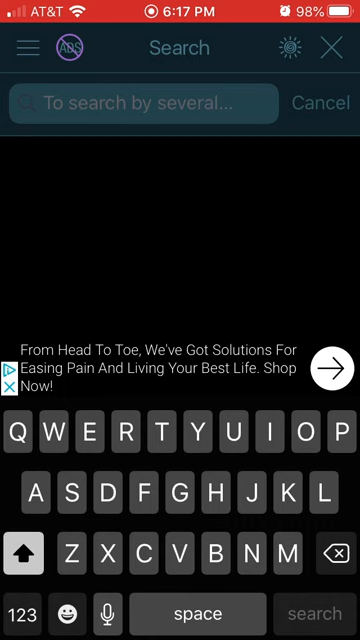 AT&T 6:17 PM 98%
ADS Search
To search by several... Cancel
From Head To Toe, We've Got Solutions For
Easing Pain And Living Your Best Life. Shop
Now!
Q W E R T Y U I O P
A S D F G H J K L
Z X C V B N M
123 space search